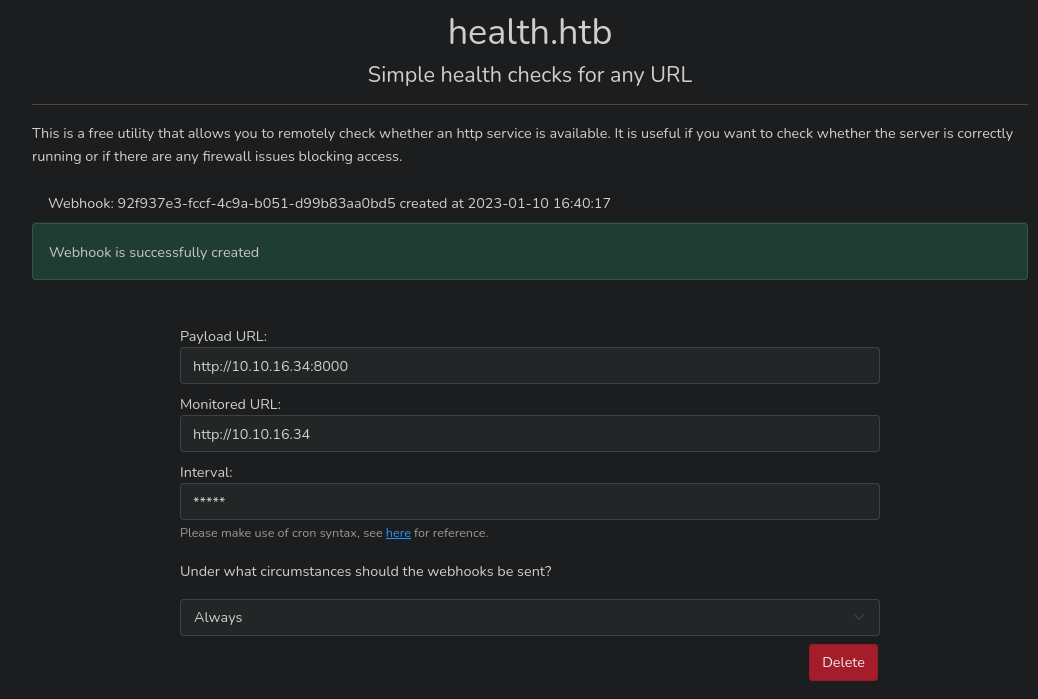 health.htb
Simple health checks for any URL
This is a free utility that allows you to remotely check whether an http service is available. It is useful if you want to check whether the server is correctly
running or if there are any firewall issues blocking access.
Webhook: 92f937e3-fccf-4c9a-b051-d99b83aa0bd5 created at 2023-01-10 16:40:17
Webhook is successfully created
Payload URL:
http://10.10.16.34:8000
Monitored URL:
http://10.10.16.34
Interval:
*****
Please make use of cron syntax, see here for reference.
Under what circumstances should the webhooks be sent?
Always
Delete